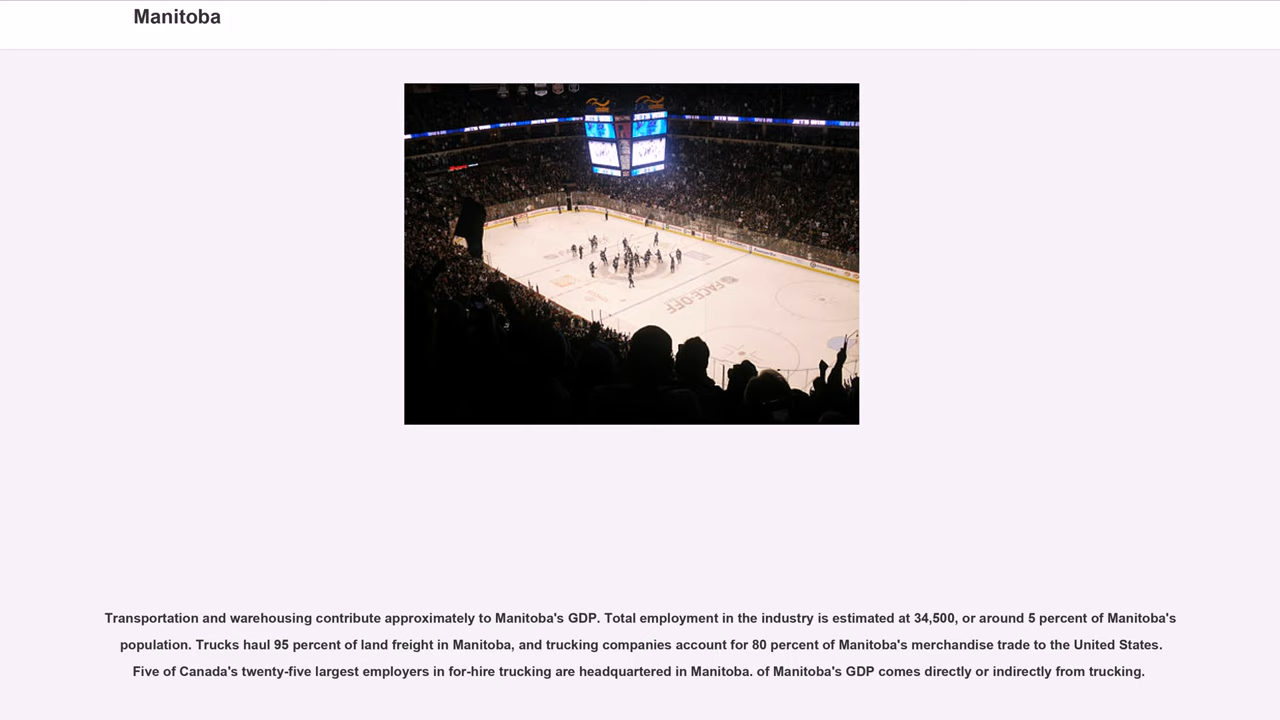 Manitoba
FACE-OFF
Transportation and warehousing contribute approximately to Manitoba's GDP. Total employment in the industry is estimated at 34,500, or around 5 percent of Manitoba's
population. Trucks haul 95 percent of land freight in Manitoba, and trucking companies account for 80 percent of Manitoba's merchandise trade to the United States.
Five of Canada's twenty-five largest employers in for-hire trucking are headquartered in Manitoba. of Manitoba's GDP comes directly or indirectly from trucking.